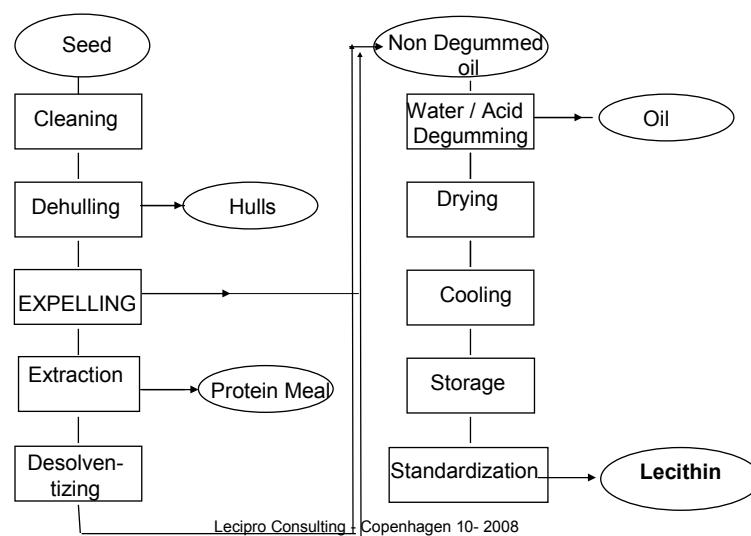 Seed
Cleaning
Dehulling
Hulls
EXPELLING
Extraction
Protein Meal
Desolven-
tizing
Non Degummed
oil
Water / Acid
Degumming
Oil
Drying
Cooling
Storage
Standardization
Lecithin
Lecipro Consulting - Copenhagen 10- 2008